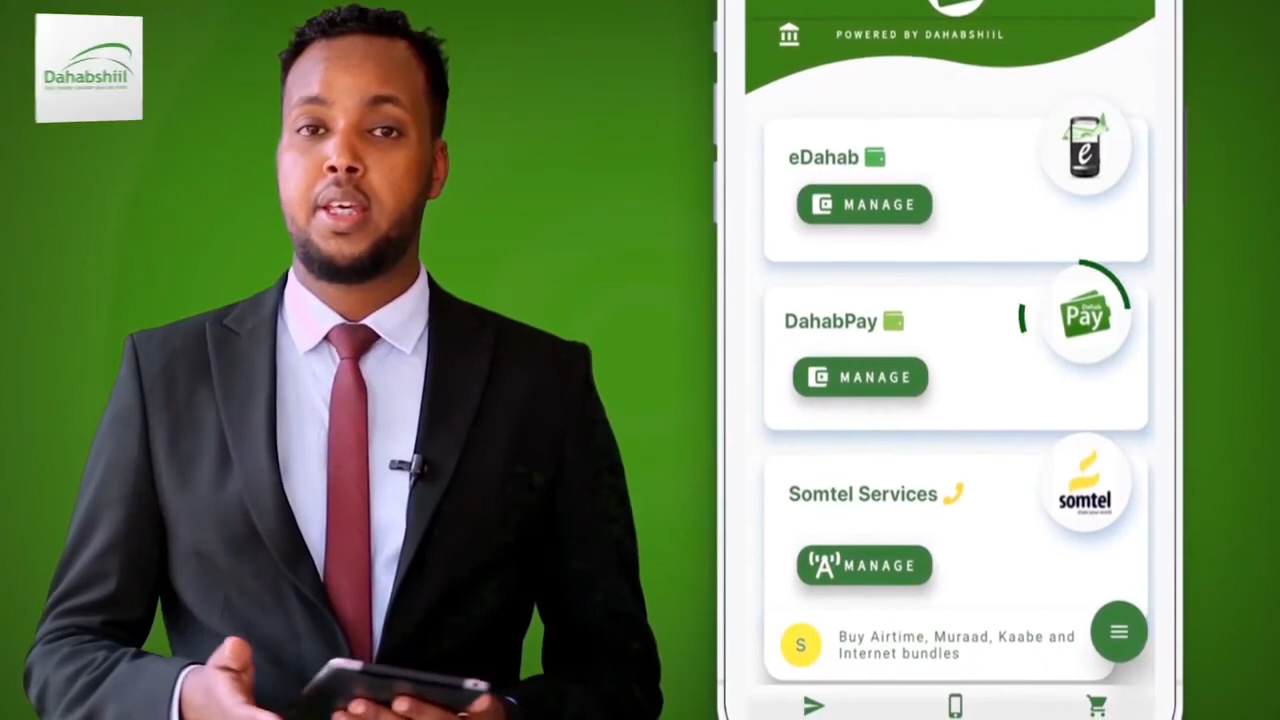 Dahabshiil
POWERED BY DAHABSHIIL
eDahab
e
MANAGE
DahabPay
Dahab
Pay
MANAGE
Somtel Services
somtel
MANAGE
S
Buy Airtime, Muraad, Kaabe and
Internet bundles